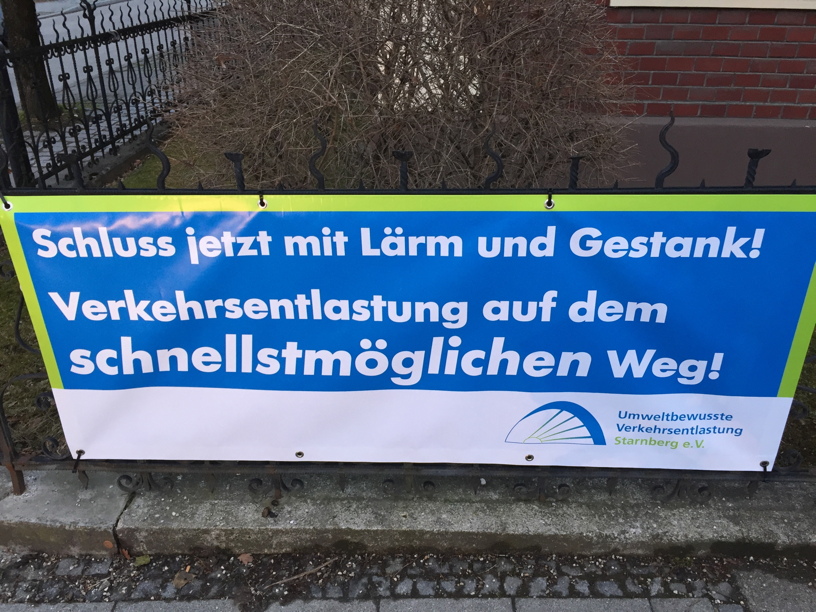 Schluss jetzt mit Lärm und Gestank!
Verkehrsentlastung auf dem
schnellstmöglichen Weg!
Umweltbewusste
Verkehrsentlastung
Starnberg e.V.